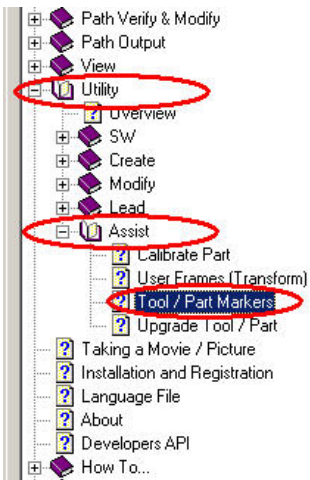 Path Verify & Modify
Path Output
View
Utility
Overview
SW
Create
Modify
Lead
Assist
Calibrate Part
User Frames (Transform)
Tool / Part Markers
Upgrade Tool / Part
Taking a Movie / Picture
Installation and Registration
Language File
About
Developers API
How To...